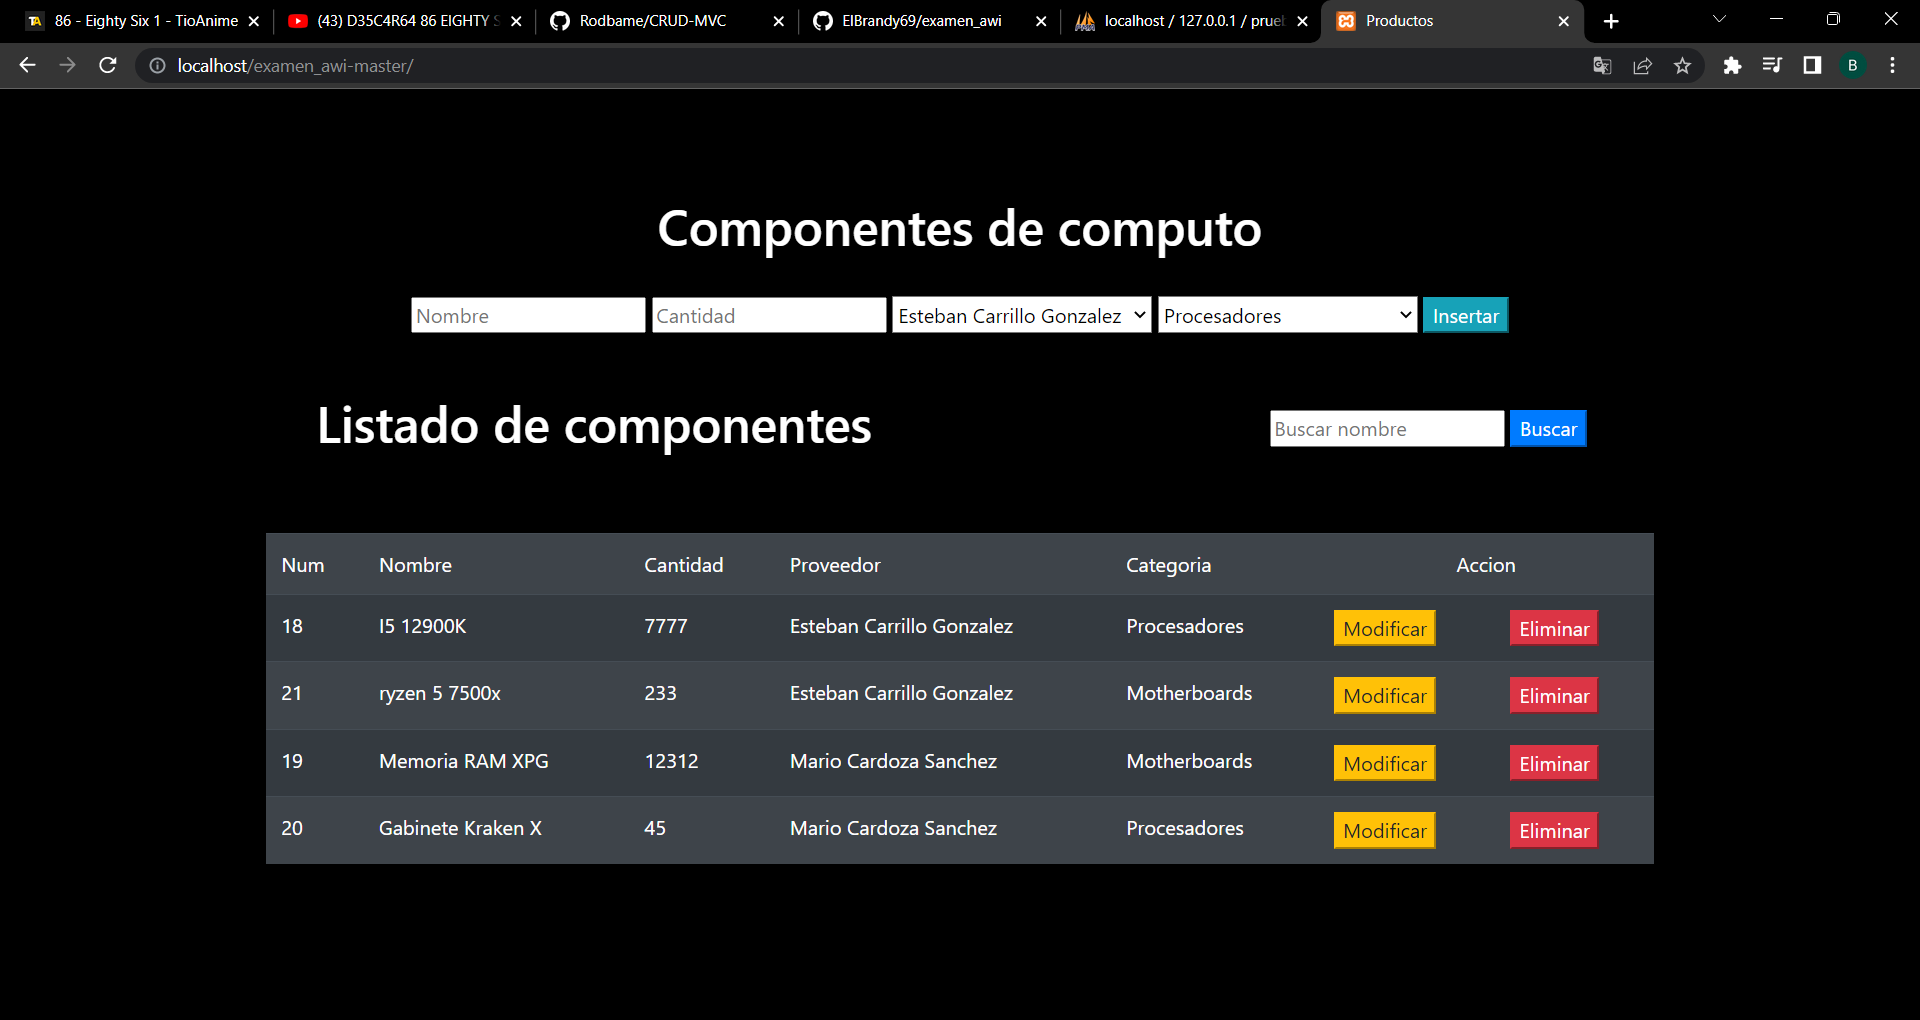 86 - Eighty Six 1 - TioAnime
(43) D35C4R64 86 EIGHTY S
Rodbame/CRUD-MVC
ElBrandy69/examen_awi
localhost / 127.0.0.1 / prue
Productos
localhost/examen_awi-master/
B
Componentes de computo
Nombre Cantidad Esteban Carrillo Gonzalez Procesadores Insertar
Listado de componentes
Buscar nombre Buscar
Num Nombre Cantidad Proveedor Categoria Accion
18 I5 12900K 7777 Esteban Carrillo Gonzalez Procesadores Modificar Eliminar
21 ryzen 5 7500x 233 Esteban Carrillo Gonzalez Motherboards Modificar Eliminar
19 Memoria RAM XPG 12312 Mario Cardoza Sanchez Motherboards Modificar Eliminar
20 Gabinete Kraken X 45 Mario Cardoza Sanchez Procesadores Modificar Eliminar